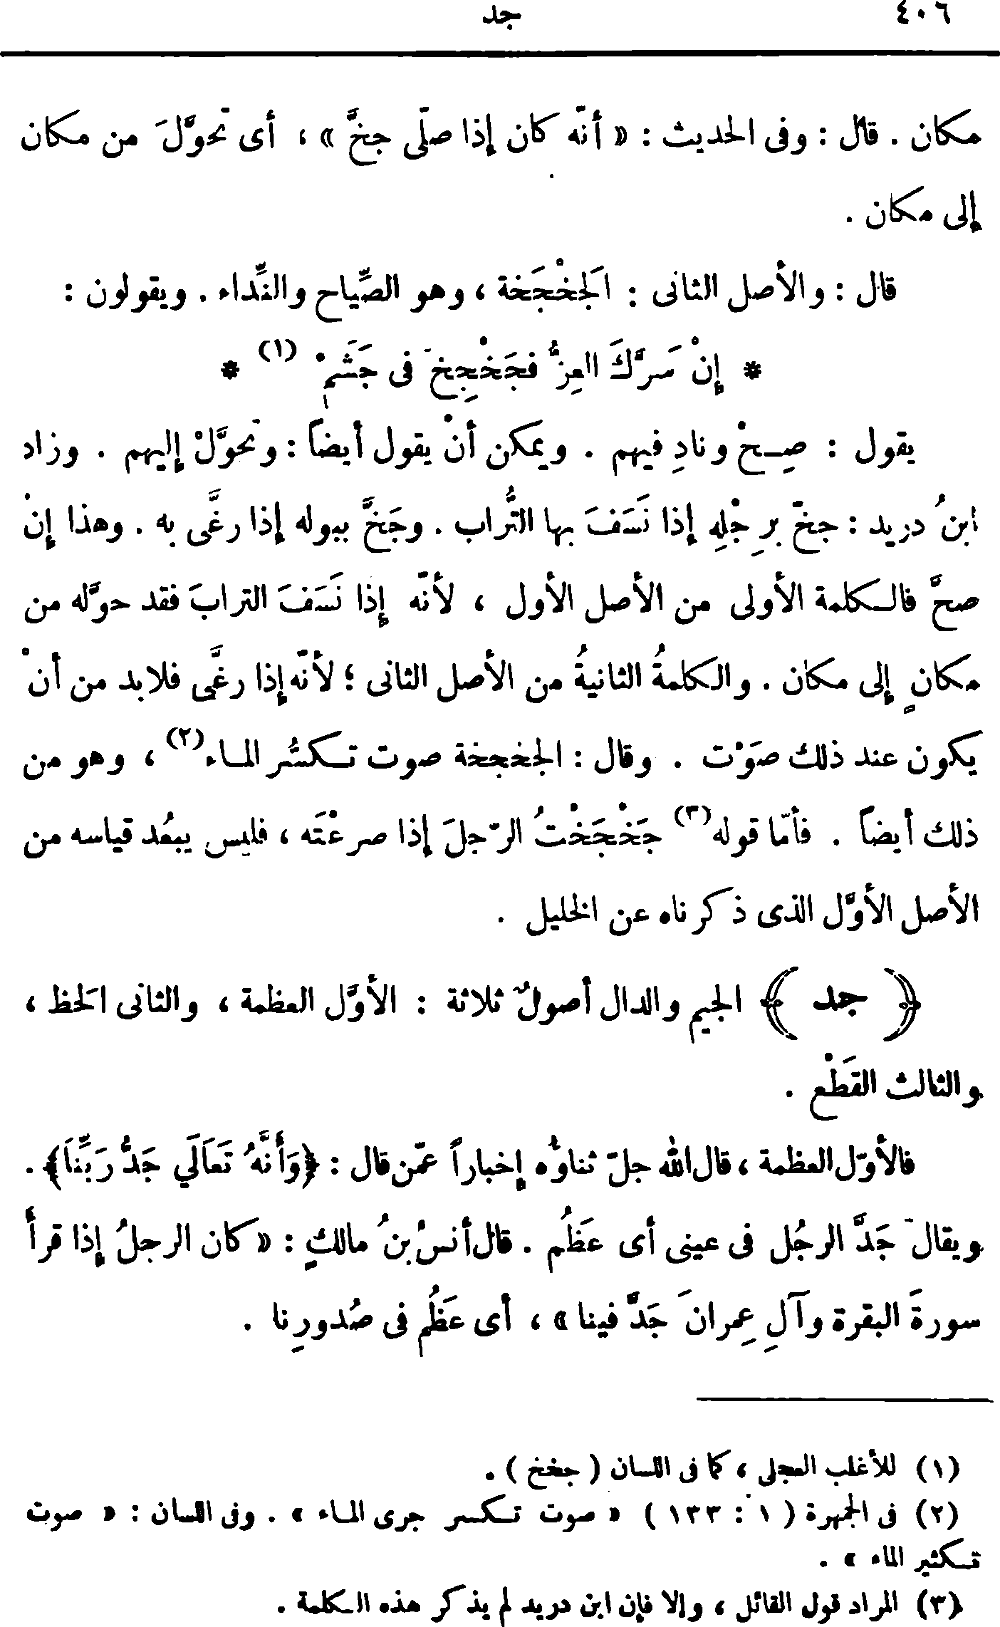 ٤٠٦ جد
مكان . قال : وفى الحديث : « أنّه كان إذا صلّى جخَّ » ، أى تحوَّلَ من مكان
إلى مكان .
قال : والأصل الثانى : الجَخْجَخة ، وهو الصِّياح والنِّداء . ويقولون :
* إِنْ سَرَّكَ العِزُّ فجَخْجِخ فى جَشَمْ (١) *
يقول : صِحْ ونادِ فيهم . ويمكن أنْ يقول أيضاً : وتحوَّلْ إليهم . وزاد
ابنُ دريد : جخّ برِجْلِه إذا نَسَفَ بها التُّراب . وجَخَّ ببوله إذا رغَّى به . وهذا إنْ
صحَّ فالكلمة الأولى من الأصل الأول ، لأنّه إذا نَسَفَ الترابَ فقد حوَّله من
مكانٍ إلى مكان . والكلمةُ الثانيةُ من الأصل الثانى ؛ لأنّه إذا رغَّى فلابد من أنْ
يكون عند ذلك صَوْت . وقال : الجخجخة صوت تكسُّر الماء(٢) ، وهو من
ذلك أيضاً . فأمّا قوله(٣) جَخْجَخْتُ الرّجلَ إذا صرعْتَه ، فليس يبعُد قياسه من
الأصل الأوَّل الذى ذكرناه عن الخليل .
﴿ جد ﴾ الجيم والدال أصولٌ ثلاثة : الأوَّل العظمة ، والثانى الحَظ ،
والثالث القَطْع .
فالأوّل العظمة ، قال الله جلّ ثناؤُه إخباراً عمّن قال : ﴿وَأَنَّهُ تَعَالَى جَدُّ رَبِّنَا﴾ .
ويقال جَدَّ الرجُل فى عينى أى عَظُم . قال أنسُ بنُ مالكٍ : « كان الرجلُ إذا قرأَ
سورةَ البقرة وآلِ عِمرانَ جَدَّ فينا » ، أى عَظُم فى صُدورِنا .
(١) للأغلب العجلى ، كما فى اللسان ( جخخ ) .
(٢) فى الجمهرة ( ١ : ١٣٣ ) « صوت تكسر جرى الماء » . وفى اللسان : « صوت
تكثير الماء » .
(٣) المراد قول القائل ، وإلا فإن ابن دريد لم يذكر هذه الكلمة .